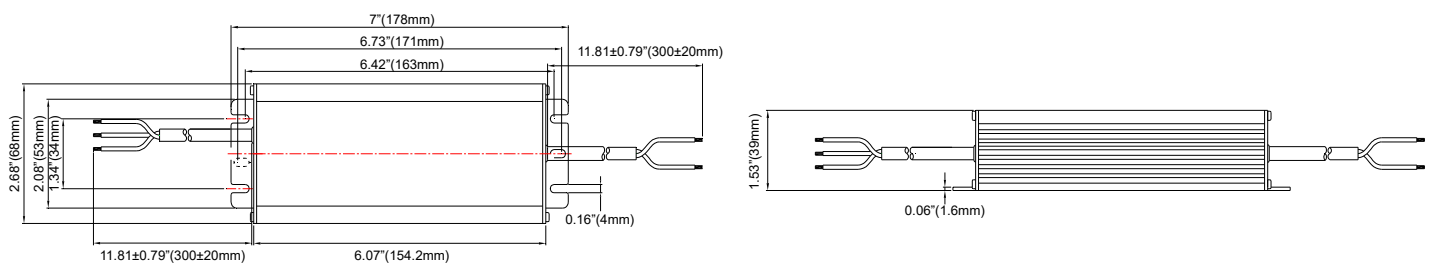 7”(178mm)
6.73”(171mm)
6.42”(163mm)
11.81±0.79”(300±20mm)
2.68”(68mm)
2.08”(53mm)
1.34”(34mm)
0.16”(4mm)
11.81±0.79”(300±20mm)
6.07”(154.2mm)
1.53”(39mm)
0.06”(1.6mm)